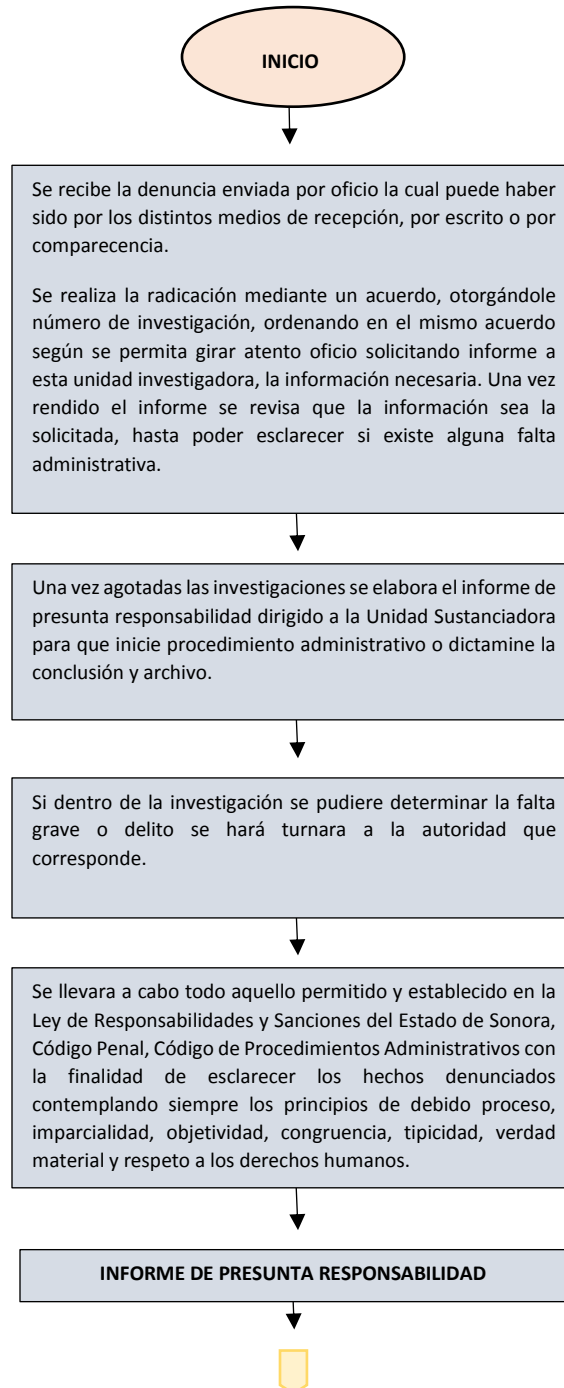 INICIO
Se recibe la denuncia enviada por oficio la cual puede haber
sido por los distintos medios de recepción, por escrito o por
comparecencia.
Se realiza la radicación mediante un acuerdo, otorgándole
número de investigación, ordenando en el mismo acuerdo
según se permita girar atento oficio solicitando informe a
esta unidad investigadora, la información necesaria. Una vez
rendido el informe se revisa que la información sea la
solicitada, hasta poder esclarecer si existe alguna falta
administrativa.
Una vez agotadas las investigaciones se elabora el informe de
presunta responsabilidad dirigido a la Unidad Sustanciadora
para que inicie procedimiento administrativo o dictamine la
conclusión y archivo.
Si dentro de la investigación se pudiere determinar la falta
grave o delito se hará turnara a la autoridad que
corresponde.
Se llevara a cabo todo aquello permitido y establecido en la
Ley de Responsabilidades y Sanciones del Estado de Sonora,
Código Penal, Código de Procedimientos Administrativos con
la finalidad de esclarecer los hechos denunciados
contemplando siempre los principios de debido proceso,
imparcialidad, objetividad, congruencia, tipicidad, verdad
material y respeto a los derechos humanos.
INFORME DE PRESUNTA RESPONSABILIDAD